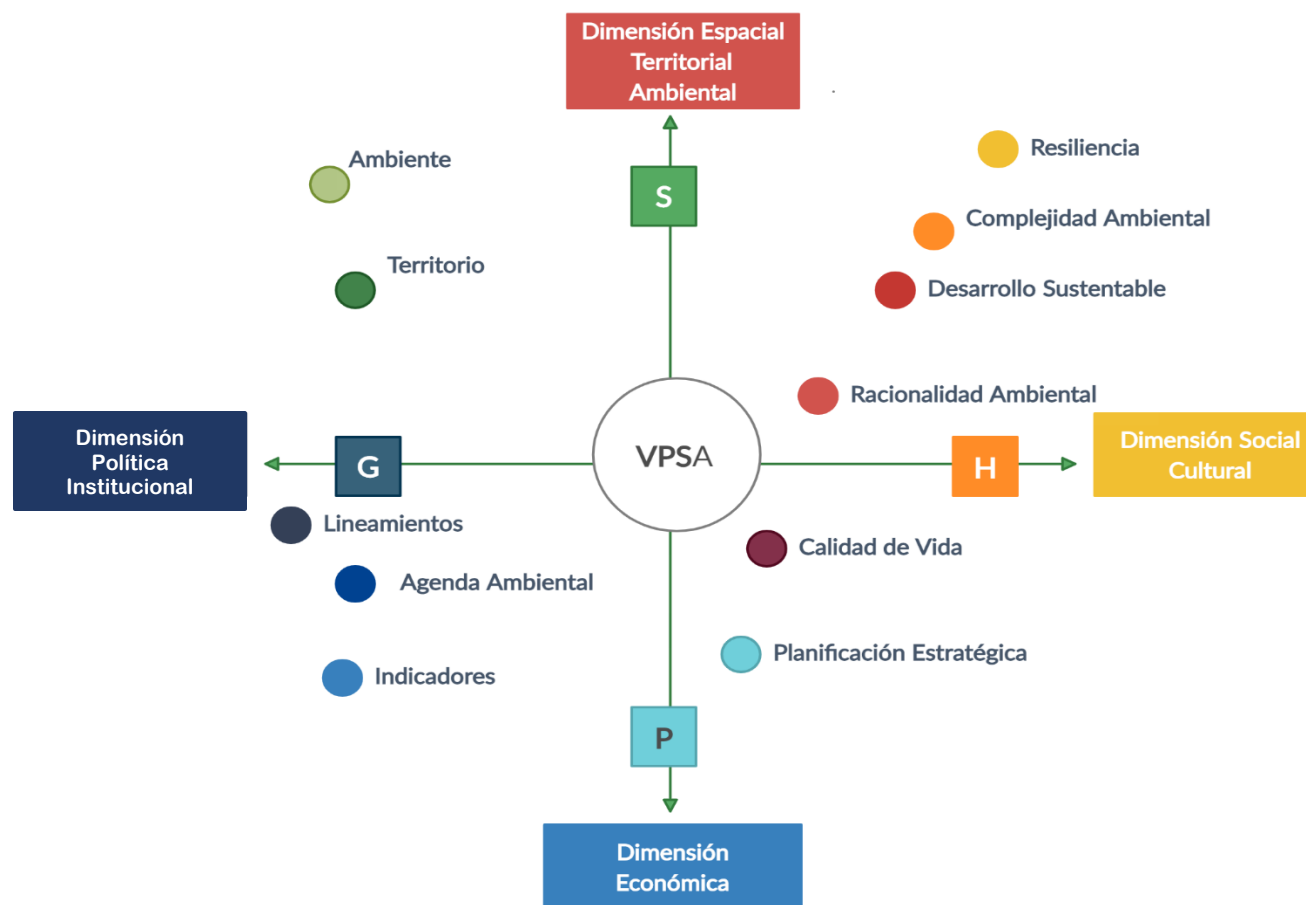 Dimensión Espacial
Territorial
Ambiental
Ambiente
Resiliencia
S
Complejidad Ambiental
Territorio
Desarrollo Sustentable
Racionalidad Ambiental
Dimensión
Política
Institucional
G
VPSA
H
Dimensión Social
Cultural
Lineamientos
Calidad de Vida
Agenda Ambiental
Planificación Estratégica
Indicadores
P
Dimensión
Económica